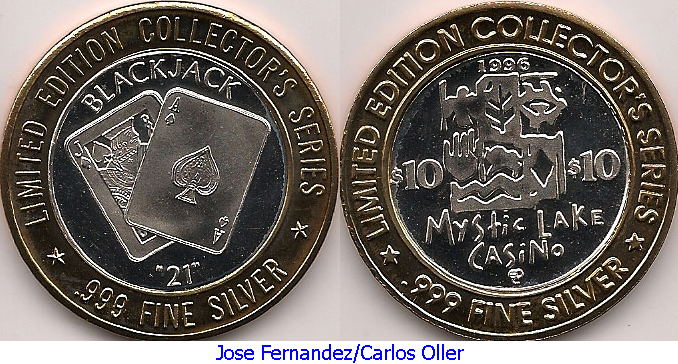 LIMITED EDITION COLLECTOR'S SERIES
BLACKJACK
A
A
"21"
★ .999 FINE SILVER ★
LIMITED EDITION COLLECTOR'S SERIES
1996
$10 $10
MYSTIC LAKE
CASINO
★ .999 FINE SILVER ★
Jose Fernandez/Carlos Oller